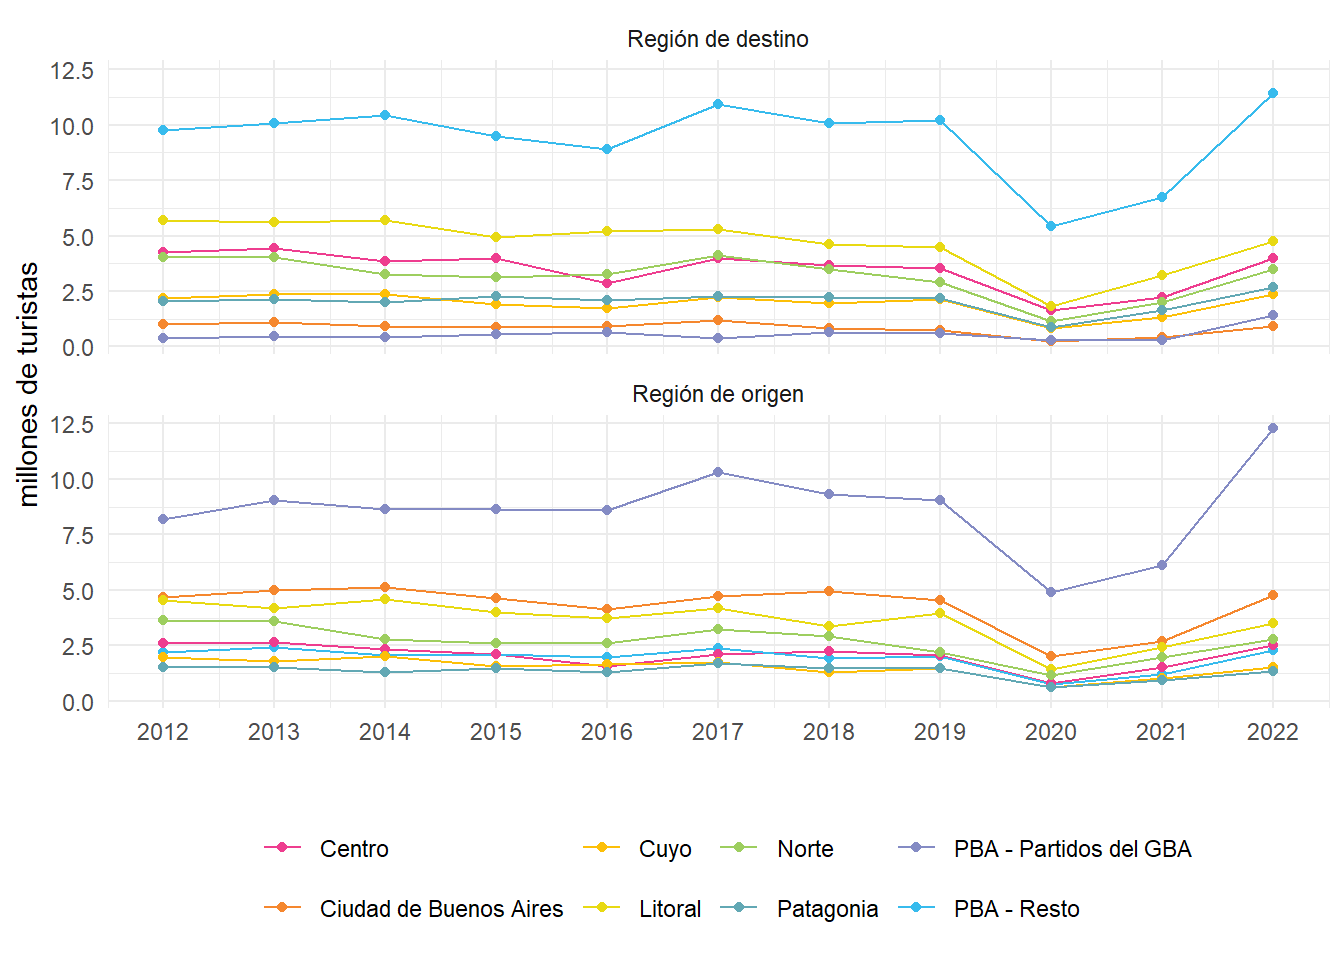 Región de destino
12.5
10.0
7.5
5.0
2.5
0.0
millones de turistas
Región de origen
12.5
10.0
7.5
5.0
2.5
0.0
2012 2013 2014 2015 2016 2017 2018 2019 2020 2021 2022
Centro Cuyo Norte PBA - Partidos del GBA
Ciudad de Buenos Aires Litoral Patagonia PBA - Resto